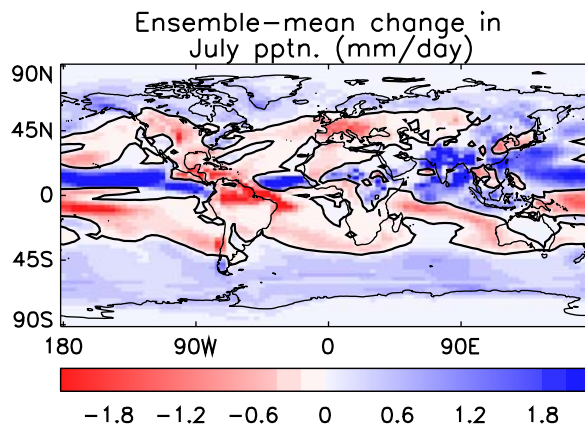 Ensemble-mean change in
July pptn. (mm/day)
90N
45N
0
45S
90S
180 90W 0 90E
-1.8 -1.2 -0.6 0 0.6 1.2 1.8